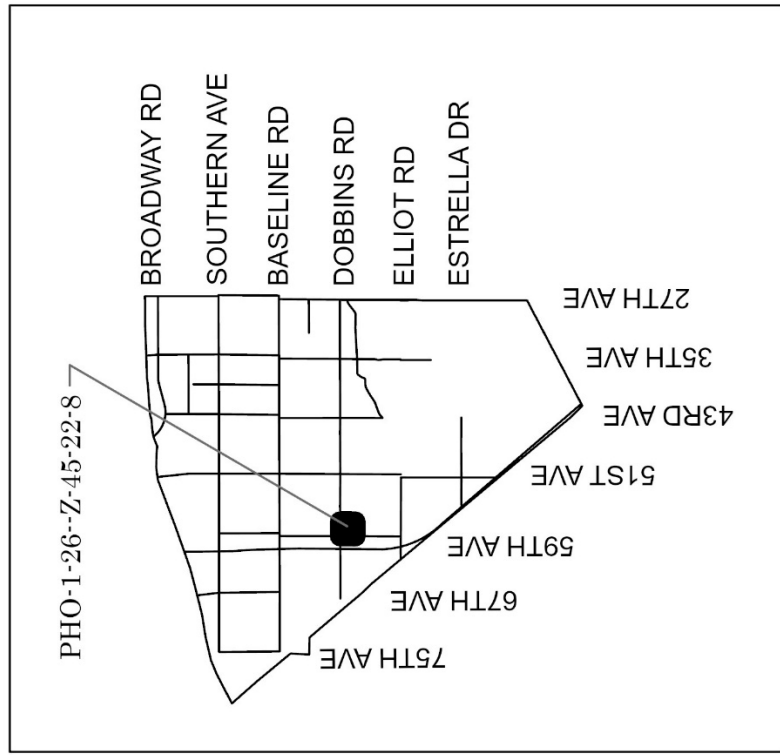 PHO-1-26--Z-45-22-8
BROADWAY RD
SOUTHERN AVE
BASELINE RD
DOBBINS RD
ELLIOT RD
ESTRELLA DR
27TH AVE
35TH AVE
43RD AVE
51ST AVE
59TH AVE
67TH AVE
75TH AVE